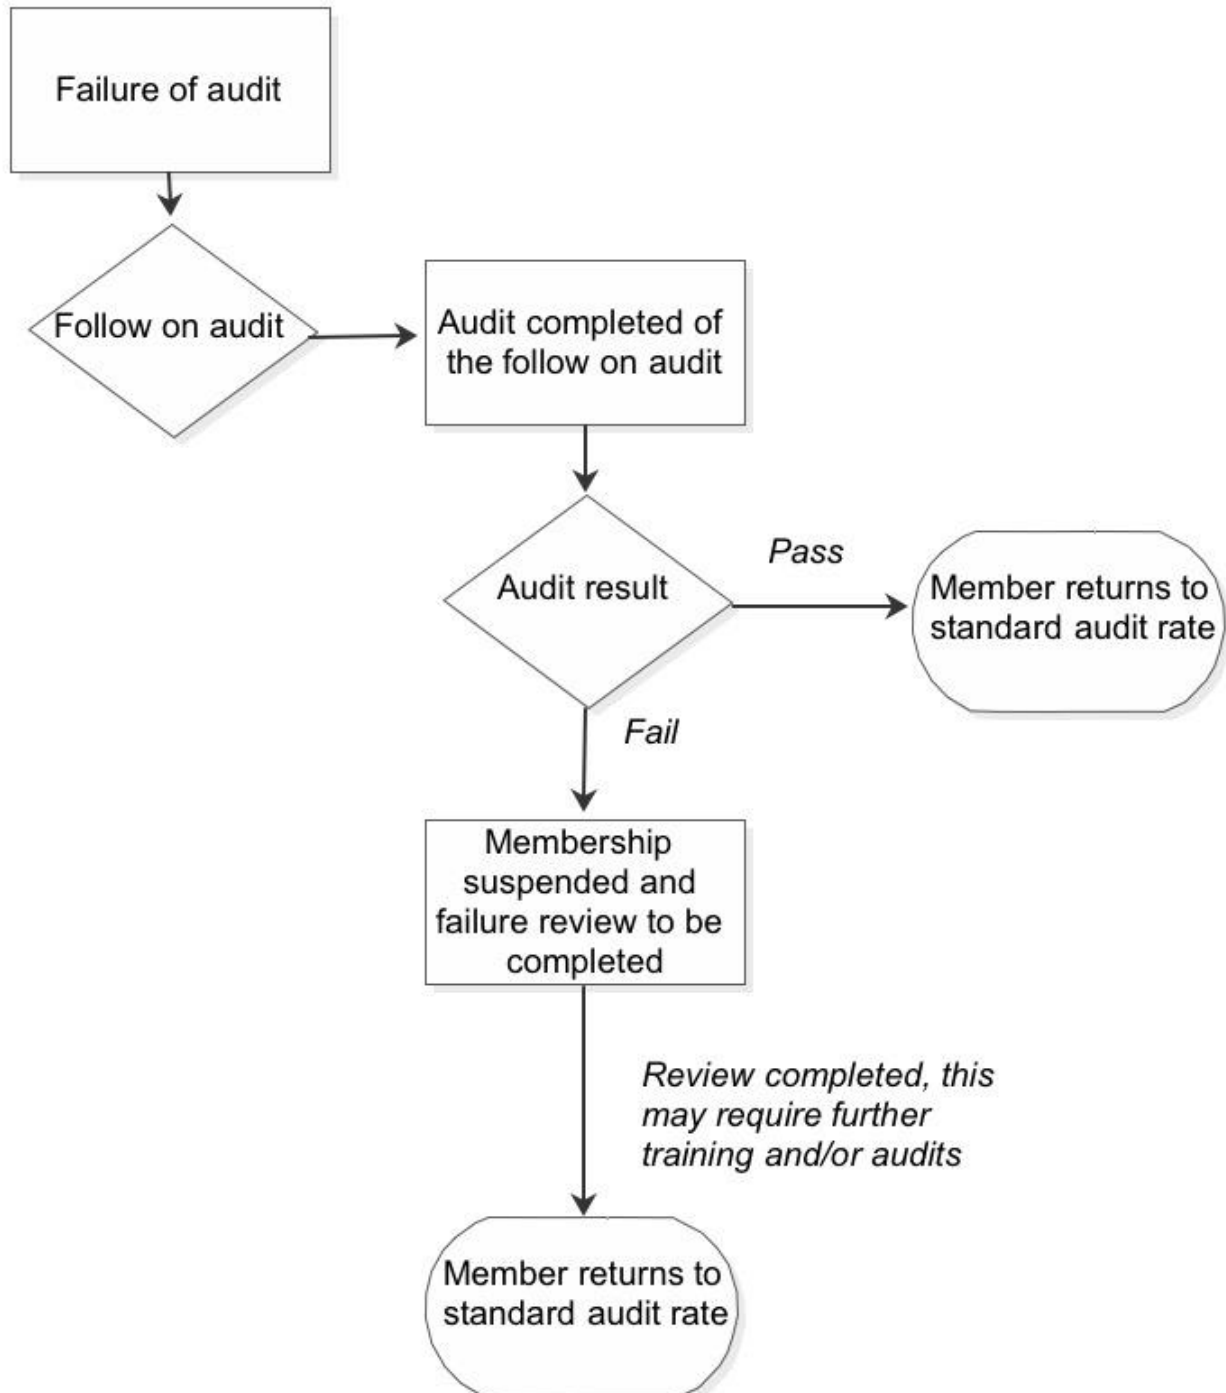 Failure of audit
Follow on audit
Audit completed of
the follow on audit
Audit result
Pass
Member returns to
standard audit rate
Fail
Membership
suspended and
failure review to be
completed
Review completed, this
may require further
training and/or audits
Member returns to
standard audit rate